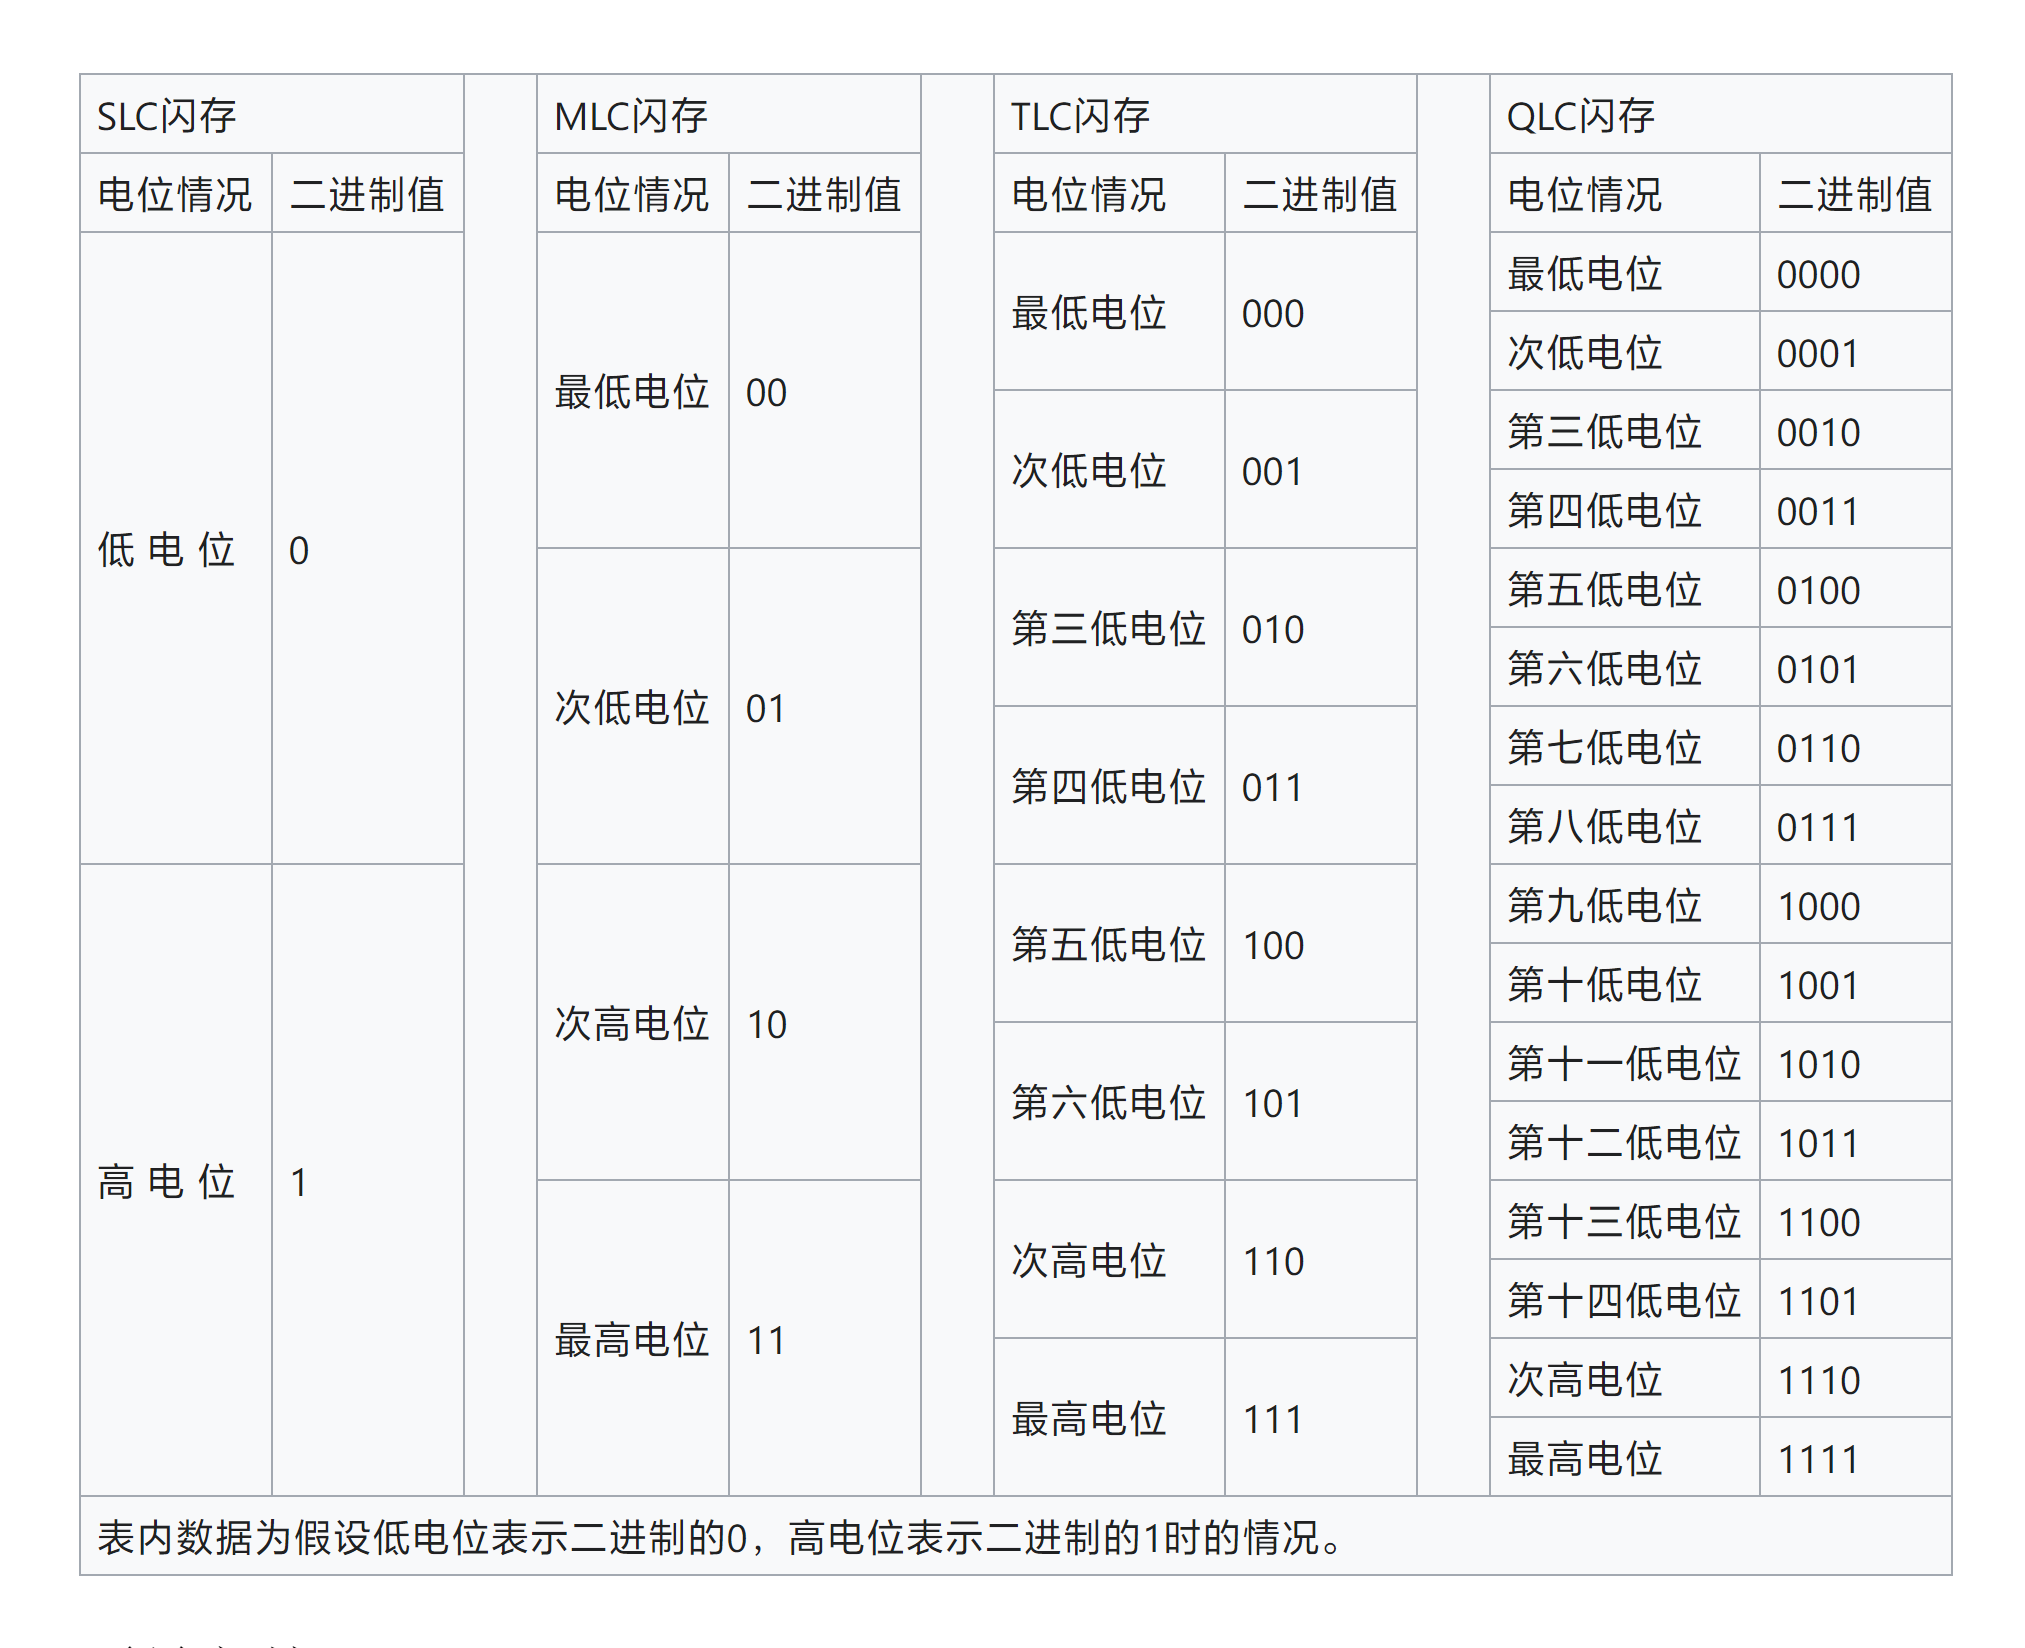 SLC闪存 MLC闪存 TLC闪存 QLC闪存
电位情况 二进制值 电位情况 二进制值 电位情况 二进制值 电位情况 二进制值
低 电 位 0 最低电位 00 最低电位 000 最低电位 0000
次低电位 0001
次低电位 001 第三低电位 0010
第四低电位 0011
次低电位 01 第三低电位 010 第五低电位 0100
第六低电位 0101
第四低电位 011 第七低电位 0110
第八低电位 0111
高 电 位 1 次高电位 10 第五低电位 100 第九低电位 1000
第十低电位 1001
第六低电位 101 第十一低电位 1010
第十二低电位 1011
最高电位 11 次高电位 110 第十三低电位 1100
第十四低电位 1101
最高电位 111 次高电位 1110
最高电位 1111
表内数据为假设低电位表示二进制的0，高电位表示二进制的1时的情况。